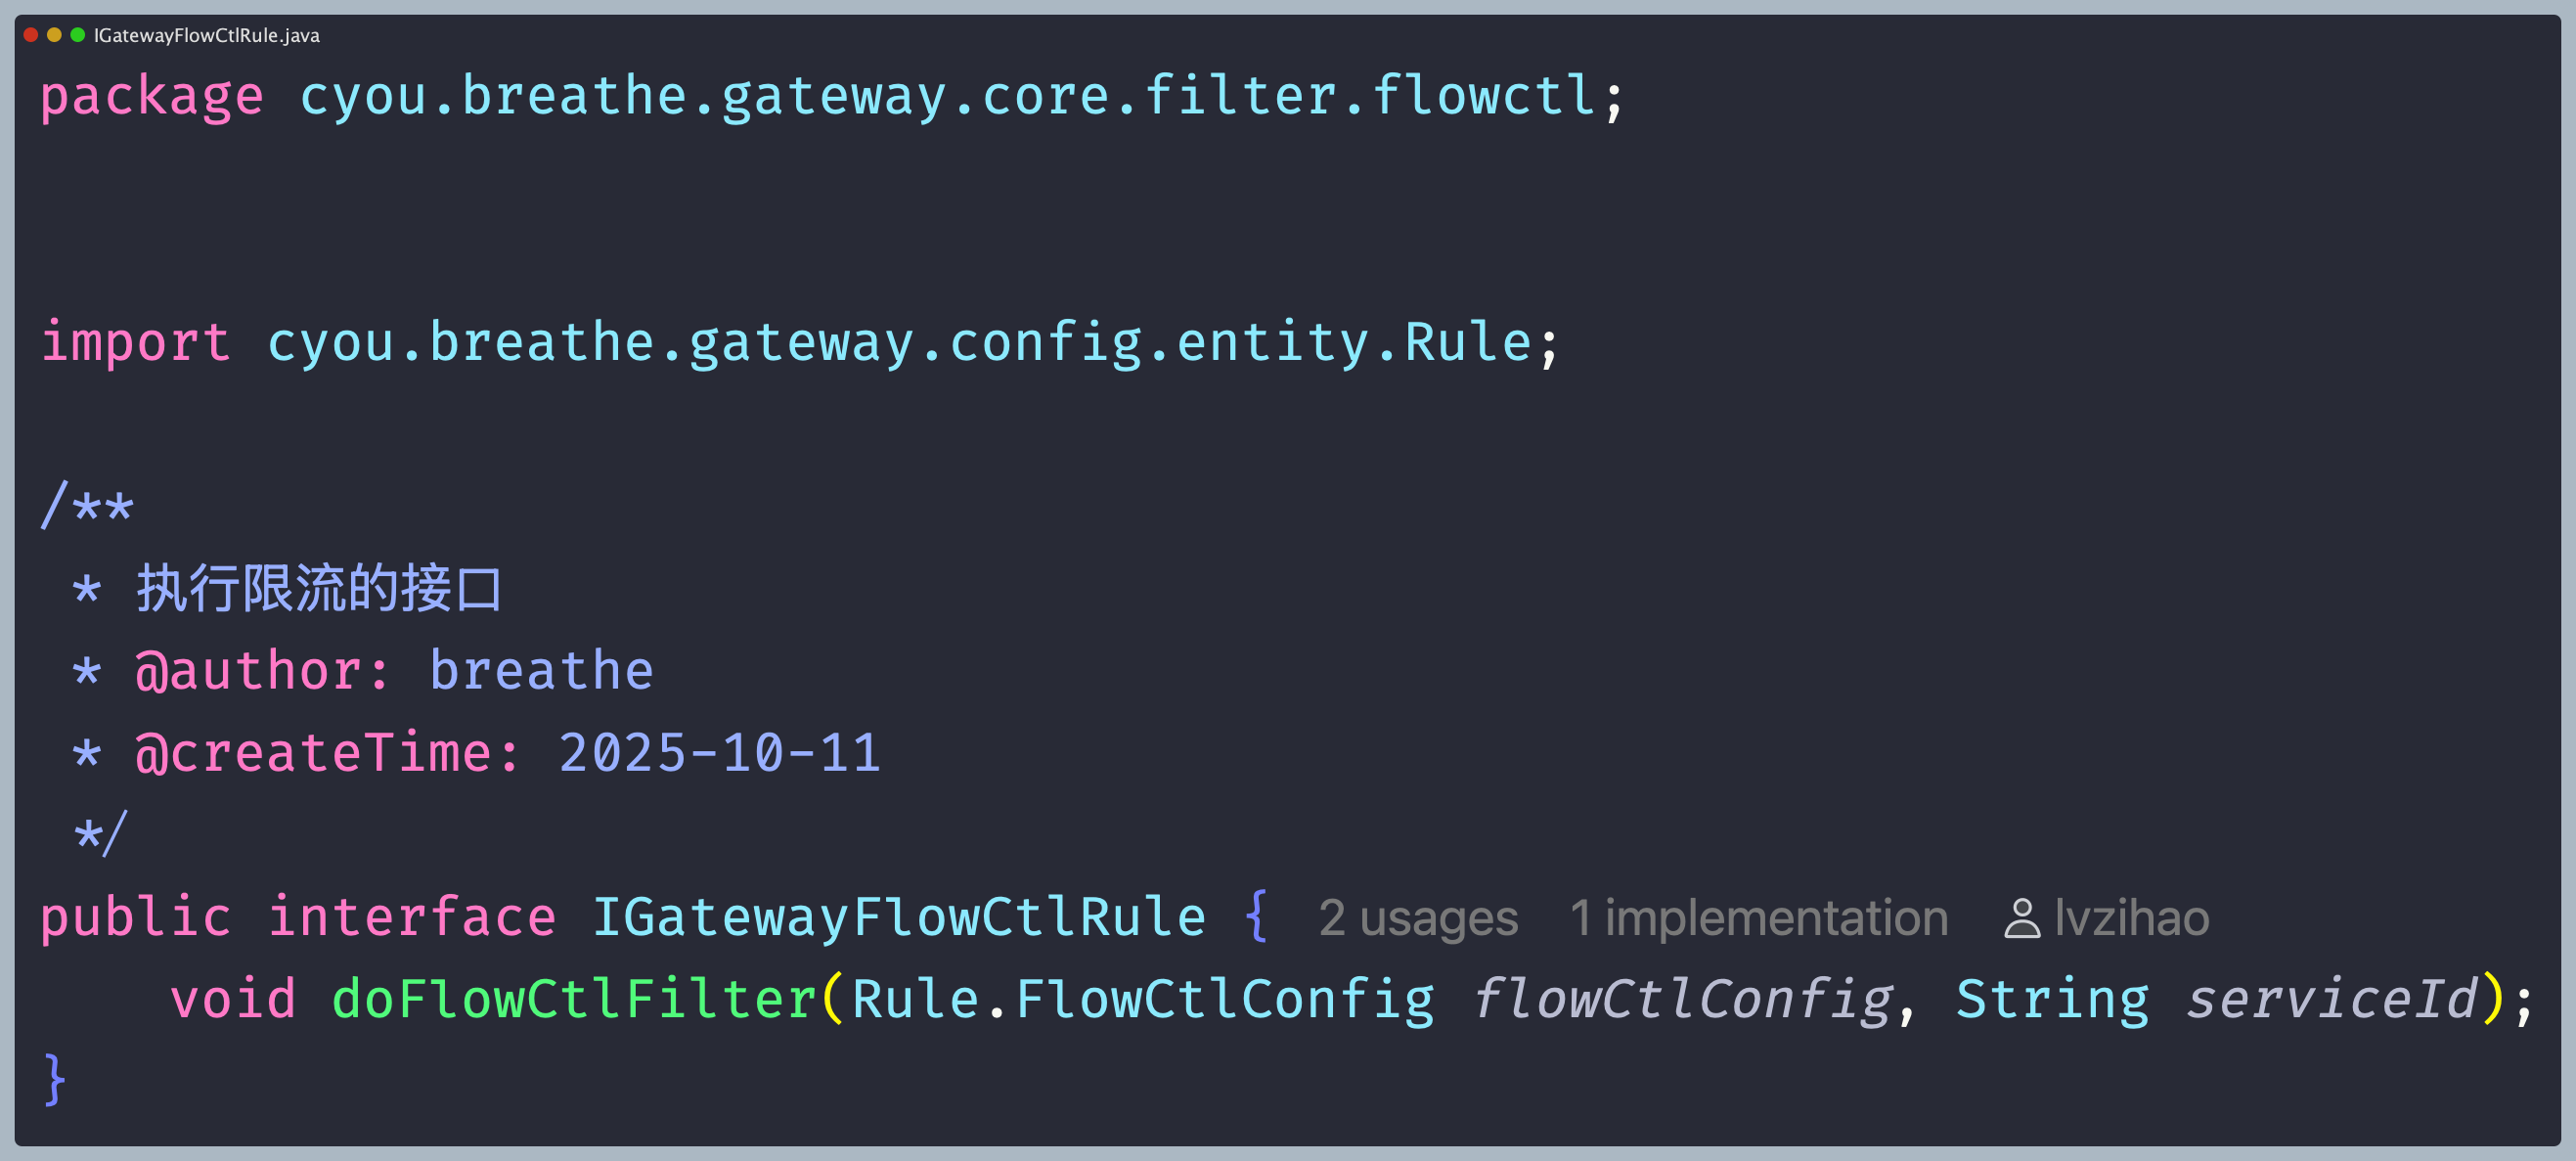 IGatewayFlowCtlRule.java
package cyou.breathe.gateway.core.filter.flowctl;
import cyou.breathe.gateway.config.entity.Rule;
/**
 * 执行限流的接口
 * @author: breathe
 * @createTime: 2025-10-11
 */
public interface IGatewayFlowCtlRule { 2 usages 1 implementation lvzihao
    void doFlowCtlFilter(Rule.FlowCtlConfig flowCtlConfig, String serviceId);
}